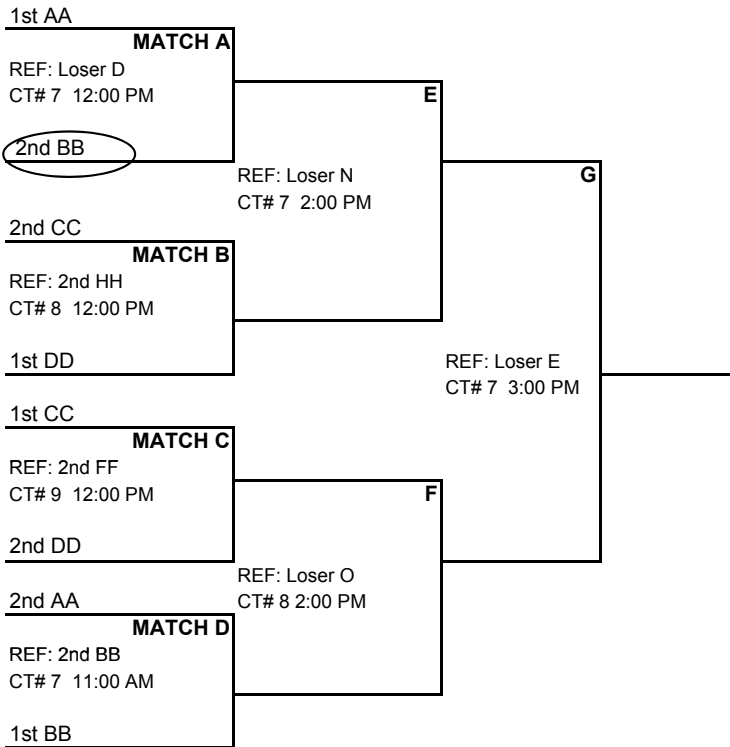 1st AA
MATCH A
REF: Loser D
CT# 7 12:00 PM
E
2nd BB
REF: Loser N
CT# 7 2:00 PM
G
2nd CC
MATCH B
REF: 2nd HH
CT# 8 12:00 PM
1st DD
REF: Loser E
CT# 7 3:00 PM
1st CC
MATCH C
REF: 2nd FF
CT# 9 12:00 PM
F
2nd DD
REF: Loser O
CT# 8 2:00 PM
2nd AA
MATCH D
REF: 2nd BB
CT# 7 11:00 AM
1st BB